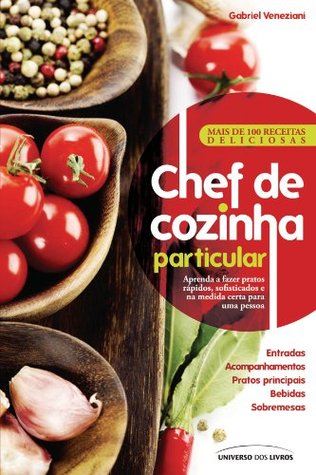 Gabriel Veneziani
MAIS DE 100 RECEITAS
DELICIOSAS
Chef de
cozinha
particular
Aprenda a fazer pratos
rápidos, sofisticados e
na medida certa para
uma pessoa
Entradas
Acompanhamentos
Pratos principais
Bebidas
Sobremesas
UNIVERSO DOS LIVROS